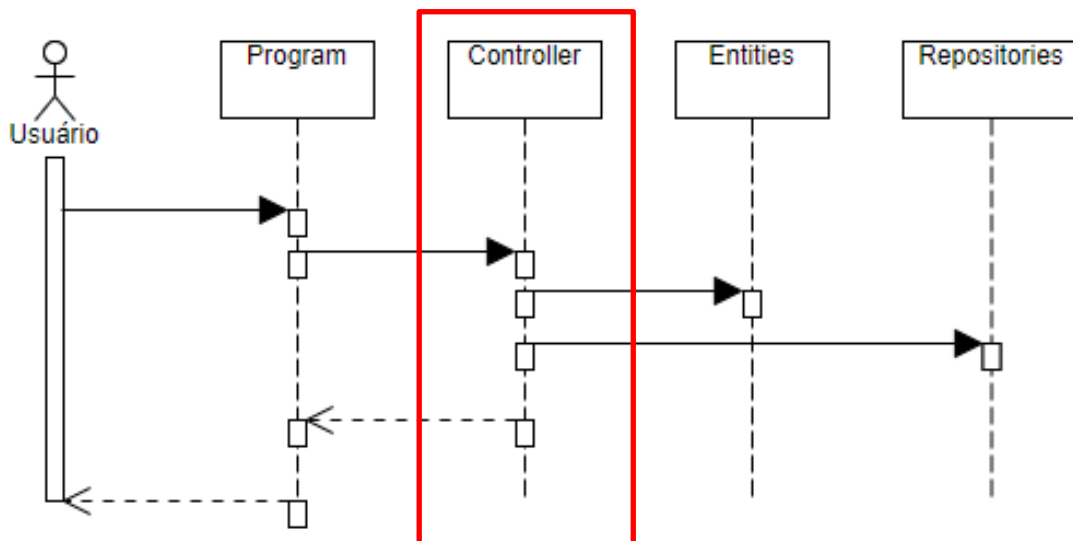 Program
Controller
Entities
Repositories
Usuário